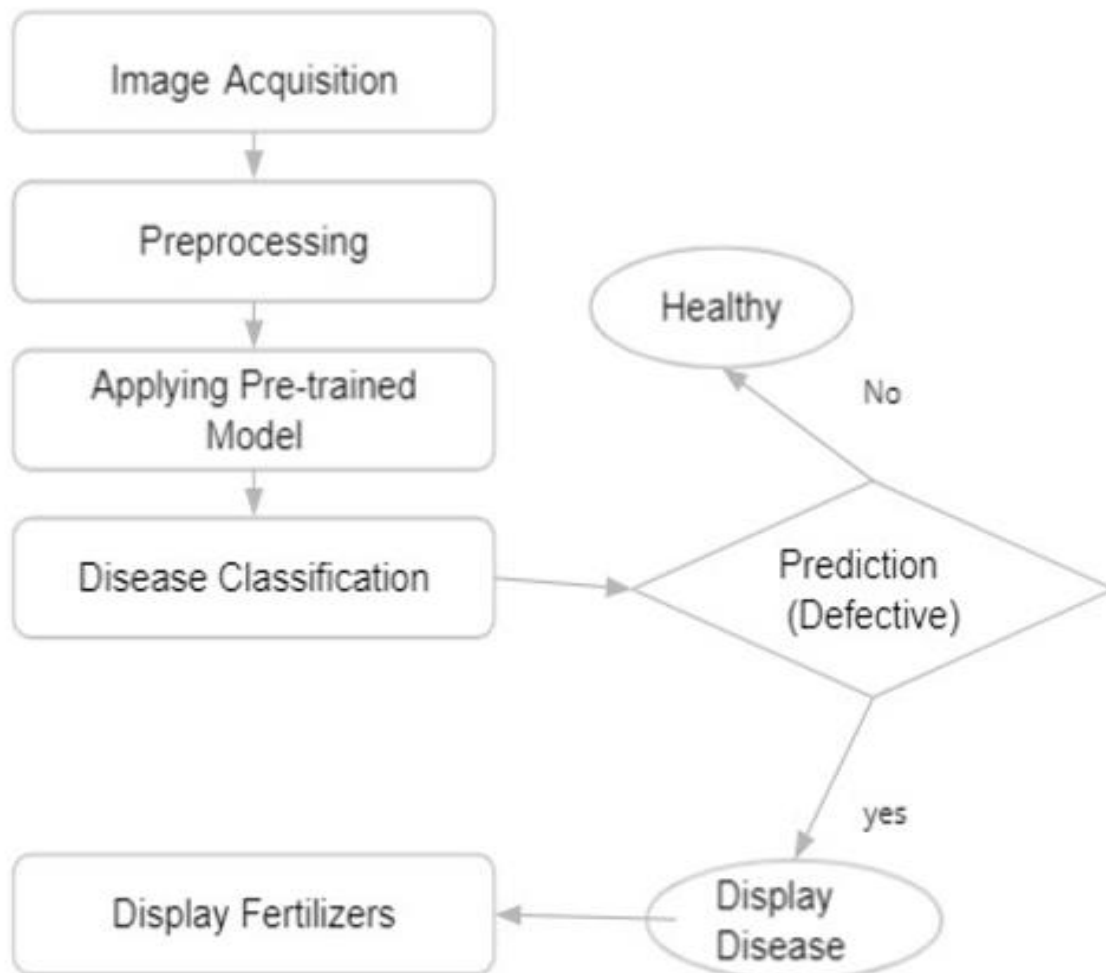 Image Acquisition
Preprocessing
Applying Pre-trained
Model
Disease Classification
Healthy
No
Prediction
(Defective)
yes
Display
Disease
Display Fertilizers